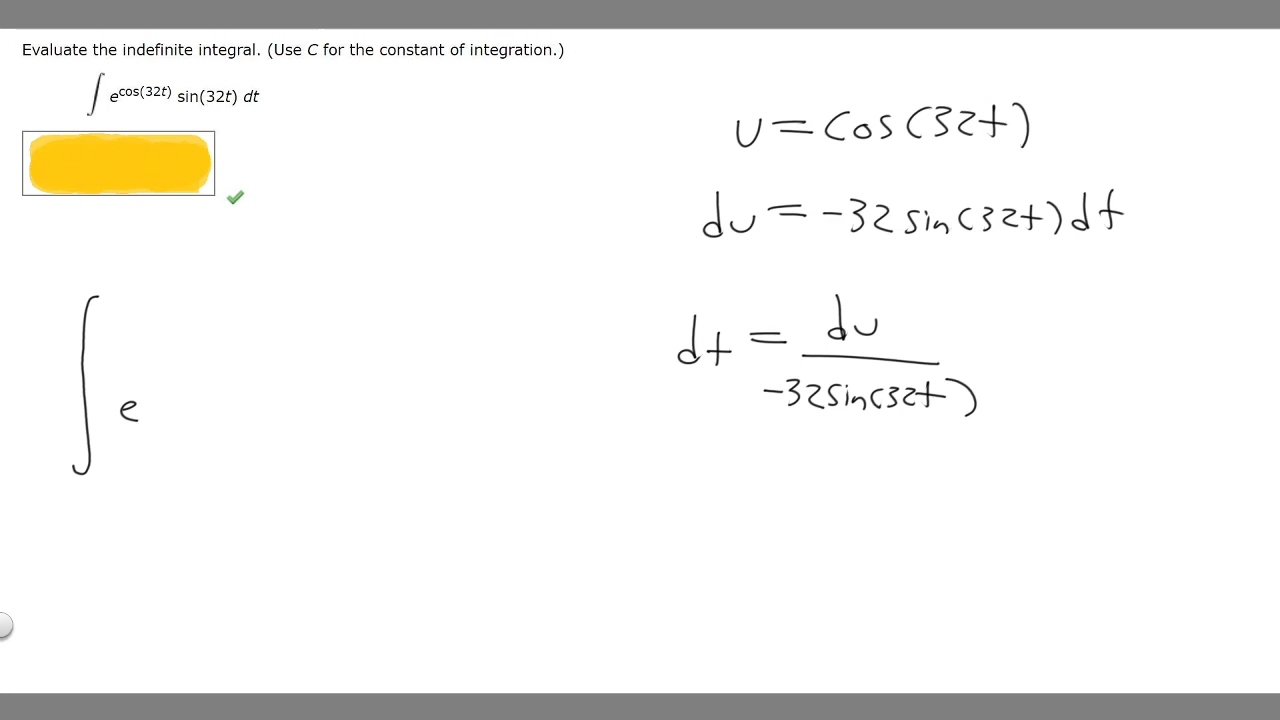 Evaluate the indefinite integral. (Use C for the constant of integration.)
∫ e^cos(32t) sin(32t) dt
u = cos(32t)
du = -32 sin(32t) dt
dt = du / -32sin(32t)
∫ e